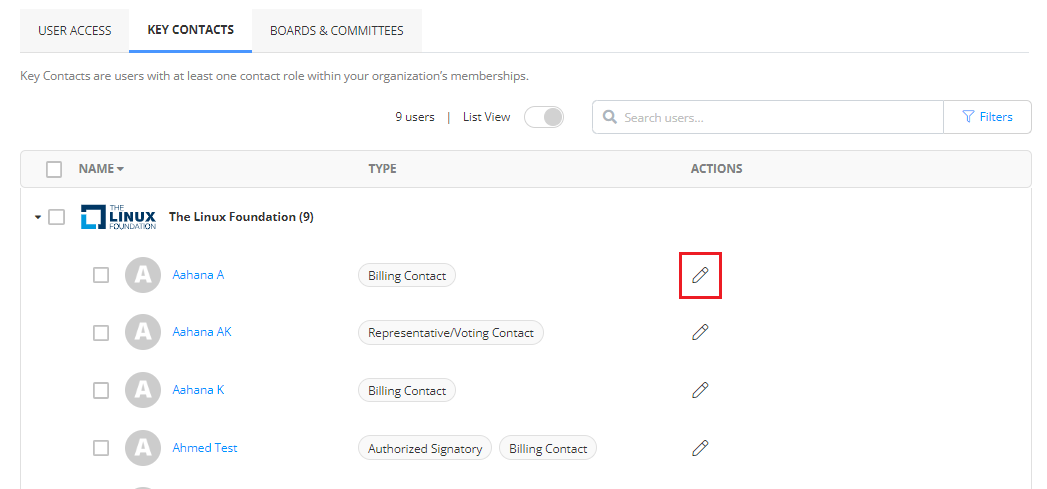 USER ACCESS KEY CONTACTS BOARDS & COMMITTEES
Key Contacts are users with at least one contact role within your organization's memberships.
9 users | List View Search users... Filters
NAME TYPE ACTIONS
THE
LINUX
FOUNDATION
The Linux Foundation (9)
A Aahana A Billing Contact
A Aahana AK Representative/Voting Contact
A Aahana K Billing Contact
A Ahmed Test Authorized Signatory Billing Contact